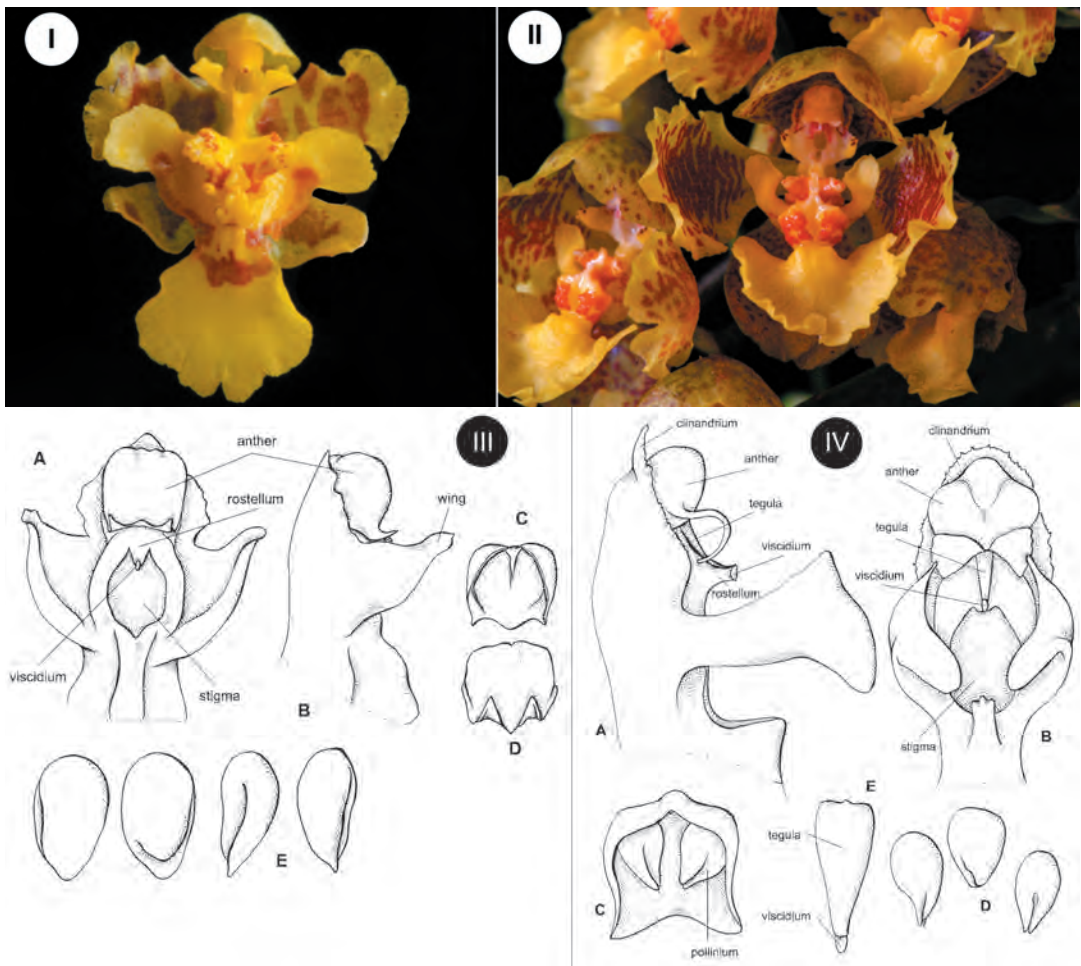 I
II
III
A
anther
rostellum
wing
C
viscidium
stigma
B
D
E
IV
clinandrium
anther
tegula
viscidium
rostellum
A
clinandrium
anther
tegula
viscidium
stigma
B
E
tegula
viscidium
C
pollinium
D